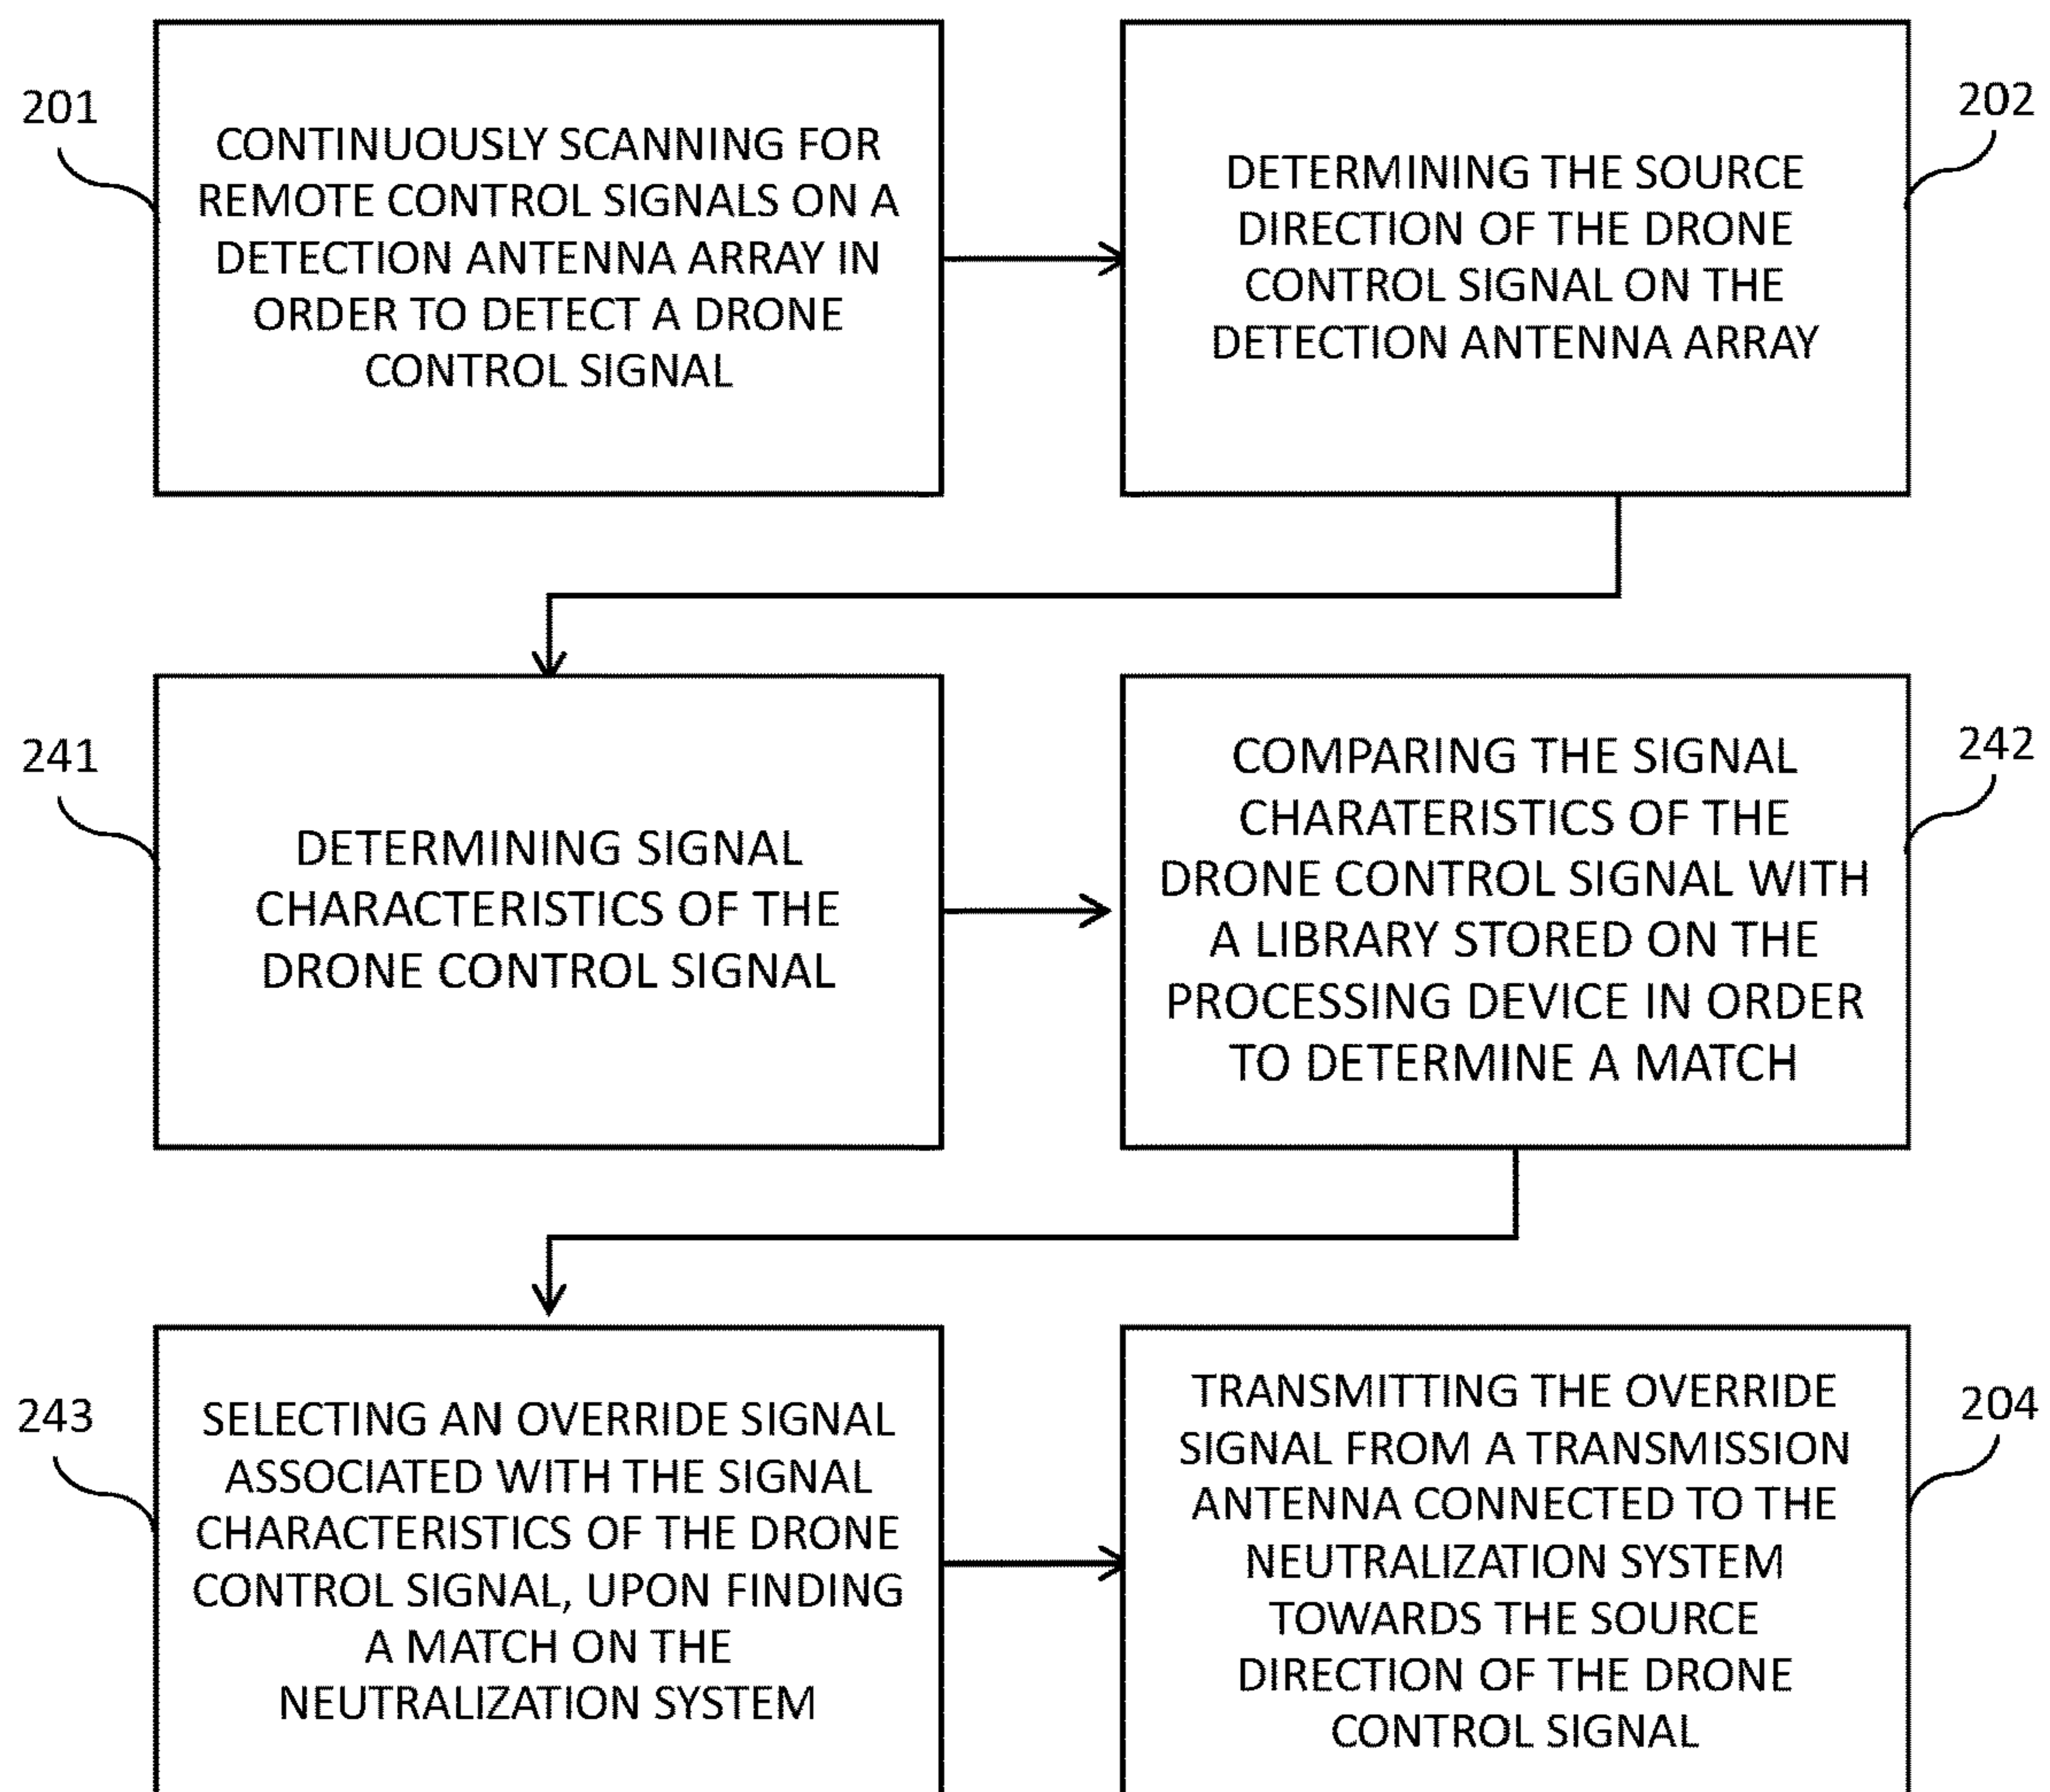 201
CONTINUOUSLY SCANNING FOR
REMOTE CONTROL SIGNALS ON A
DETECTION ANTENNA ARRAY IN
ORDER TO DETECT A DRONE
CONTROL SIGNAL
202
DETERMINING THE SOURCE
DIRECTION OF THE DRONE
CONTROL SIGNAL ON THE
DETECTION ANTENNA ARRAY
241
DETERMINING SIGNAL
CHARACTERISTICS OF THE
DRONE CONTROL SIGNAL
242
COMPARING THE SIGNAL
CHARATERISTICS OF THE
DRONE CONTROL SIGNAL WITH
A LIBRARY STORED ON THE
PROCESSING DEVICE IN ORDER
TO DETERMINE A MATCH
243
SELECTING AN OVERRIDE SIGNAL
ASSOCIATED WITH THE SIGNAL
CHARACTERISTICS OF THE DRONE
CONTROL SIGNAL, UPON FINDING
A MATCH ON THE
NEUTRALIZATION SYSTEM
204
TRANSMITTING THE OVERRIDE
SIGNAL FROM A TRANSMISSION
ANTENNA CONNECTED TO THE
NEUTRALIZATION SYSTEM
TOWARDS THE SOURCE
DIRECTION OF THE DRONE
CONTROL SIGNAL